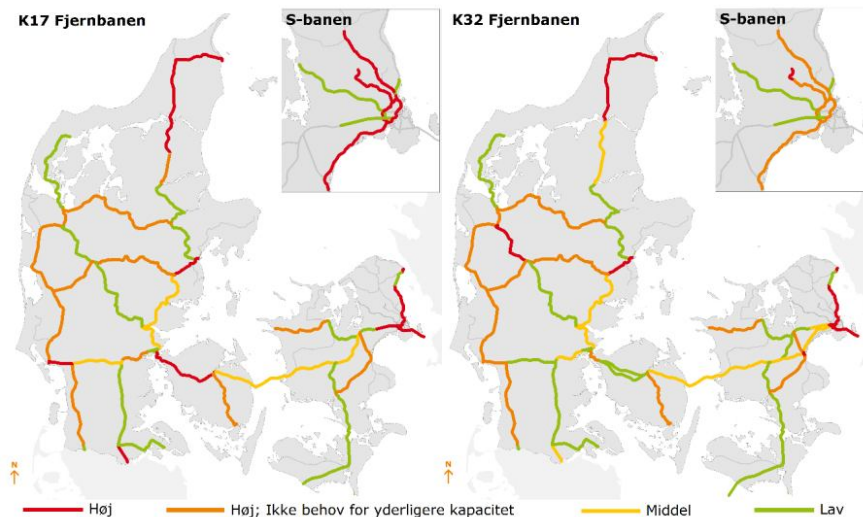 K17 Fjernbanen
S-banen
K32 Fjernbanen
S-banen
N
N
Høj
Høj; Ikke behov for yderligere kapacitet
Middel
Lav